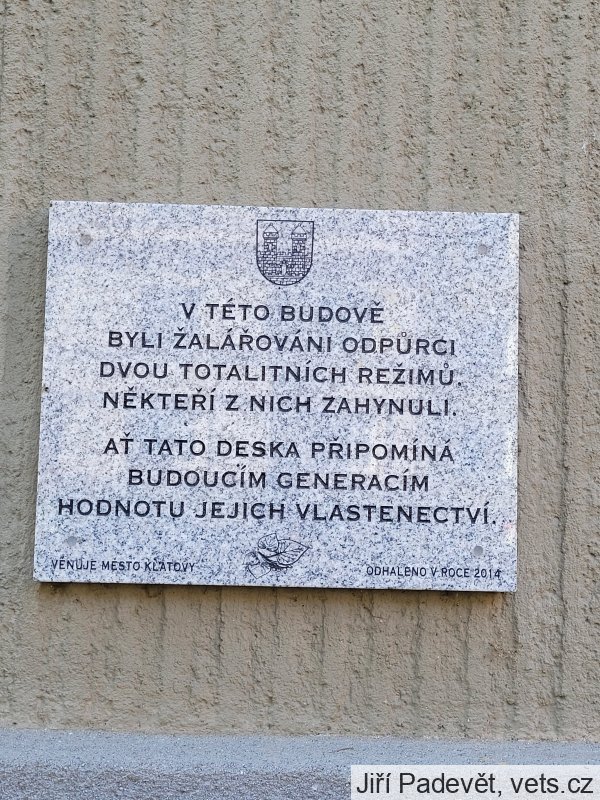 V TÉTO BUDOVĚ
BYLI ŽALÁŘOVÁNI ODPŮRCI
DVOU TOTALITNÍCH REŽIMŮ.
NĚKTEŘÍ Z NICH ZAHYNULI.
AŤ TATO DESKA PŘIPOMÍNÁ
BUDOUCÍM GENERACÍM
HODNOTU JEJICH VLASTENECTVÍ.
VĚNUJE MĚSTO KLATOVY
ODHALENO V ROCE 2014
Jiří Padevět, vets.cz